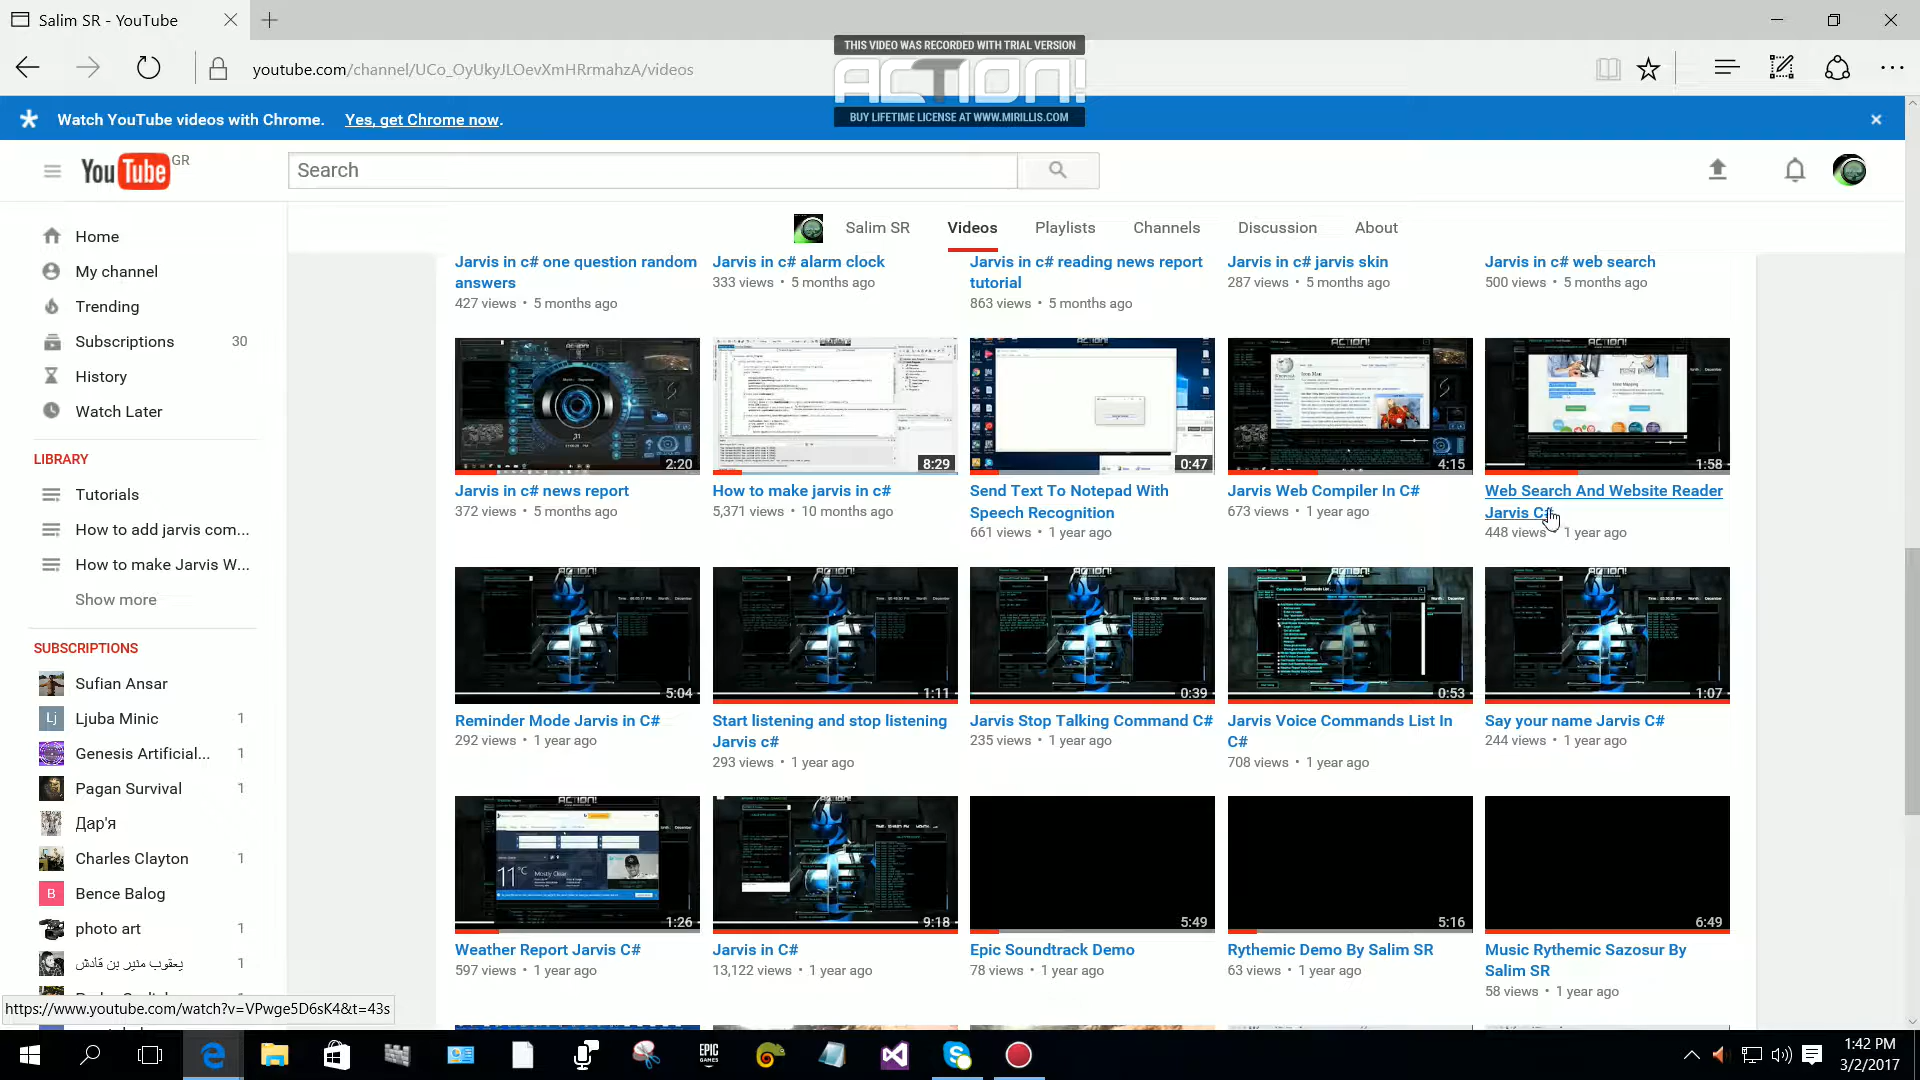 Salim SR - YouTube
THIS VIDEO WAS RECORDED WITH TRIAL VERSION
ACTION!
BUY LIFETIME LICENSE AT WWW.MIRILLIS.COM
youtube.com/channel/UCo_OyUkyJLOevXmHRrmahzA/videos
Watch YouTube videos with Chrome. Yes, get Chrome now.
YouTube GR
Search
Home
My channel
Trending
Subscriptions 30
History
Watch Later
LIBRARY
Tutorials
How to add jarvis com...
How to make Jarvis W...
Show more
SUBSCRIPTIONS
Sufian Ansar
Lj Ljuba Minic 1
Genesis Artificial... 1
Pagan Survival 1
Дар'я
Charles Clayton 1
B Bence Balog
photo art 1
يعقوب منير بن قادش 1
https://www.youtube.com/watch?v=VPwge5D6sK4&t=43s
Salim SR Videos Playlists Channels Discussion About
Jarvis in c# one question random
answers
427 views • 5 months ago
Jarvis in c# alarm clock
333 views • 5 months ago
Jarvis in c# reading news report
tutorial
863 views • 5 months ago
Jarvis in c# jarvis skin
287 views • 5 months ago
Jarvis in c# web search
500 views • 5 months ago
2:20
Jarvis in c# news report
372 views • 5 months ago
8:29
How to make jarvis in c#
5,371 views • 10 months ago
0:47
Send Text To Notepad With
Speech Recognition
661 views • 1 year ago
4:15
Jarvis Web Compiler In C#
673 views • 1 year ago
1:58
Web Search And Website Reader
Jarvis C#
448 views • 1 year ago
5:04
Reminder Mode Jarvis in C#
292 views • 1 year ago
1:11
Start listening and stop listening
Jarvis c#
293 views • 1 year ago
0:39
Jarvis Stop Talking Command C#
235 views • 1 year ago
0:53
Jarvis Voice Commands List In
C#
708 views • 1 year ago
1:07
Say your name Jarvis C#
244 views • 1 year ago
11°C Mostly Clear
1:26
Weather Report Jarvis C#
597 views • 1 year ago
9:18
Jarvis in C#
13,122 views • 1 year ago
5:49
Epic Soundtrack Demo
78 views • 1 year ago
5:16
Rythemic Demo By Salim SR
63 views • 1 year ago
6:49
Music Rythemic Sazosur By
Salim SR
58 views • 1 year ago
EPIC GAMES
1:42 PM
3/2/2017